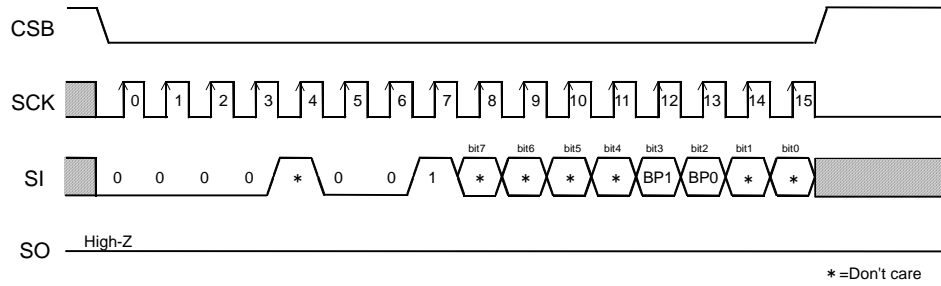 CSB
SCK 0 1 2 3 4 5 6 7 8 9 10 11 12 13 14 15
bit7 bit6 bit5 bit4 bit3 bit2 bit1 bit0
SI 0 0 0 0 * 0 0 1 * * * * BP1 BP0 * *
High-Z
SO
*=Don't care